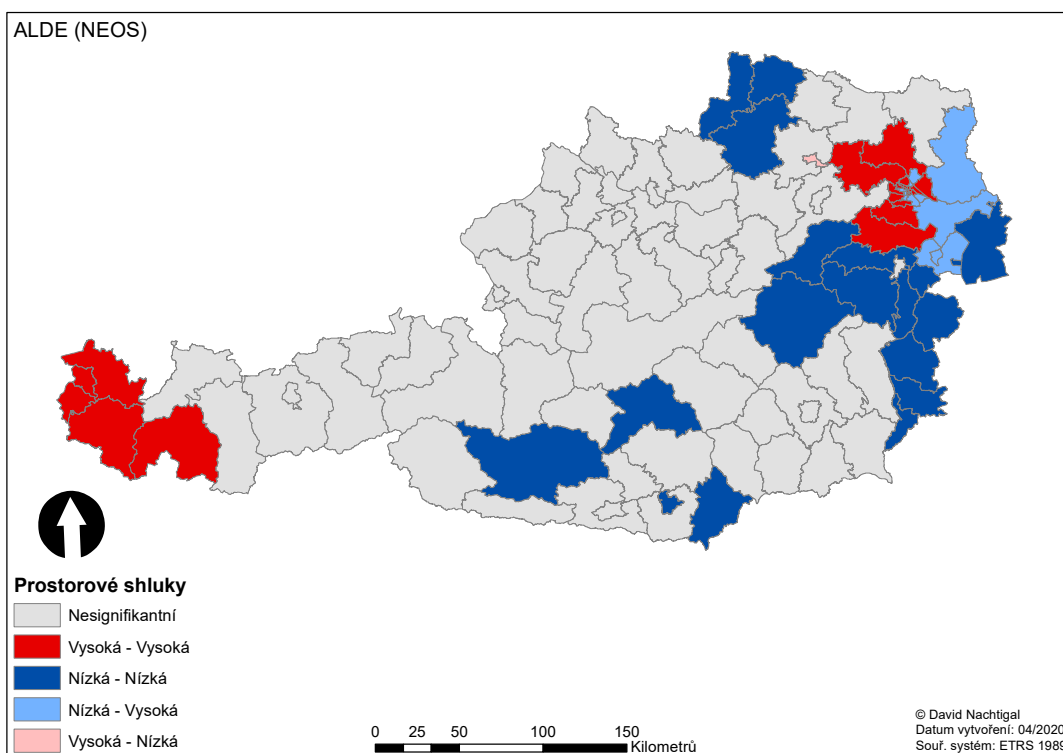 ALDE (NEOS)
Prostorové shluky
Nesignifikantní
Vysoká - Vysoká
Nízká - Nízká
Nízká - Vysoká
Vysoká - Nízká
0 25 50 100 150
Kilometrů
© David Nachtigal
Datum vytvoření: 04/2020
Souř. systém: ETRS 1989